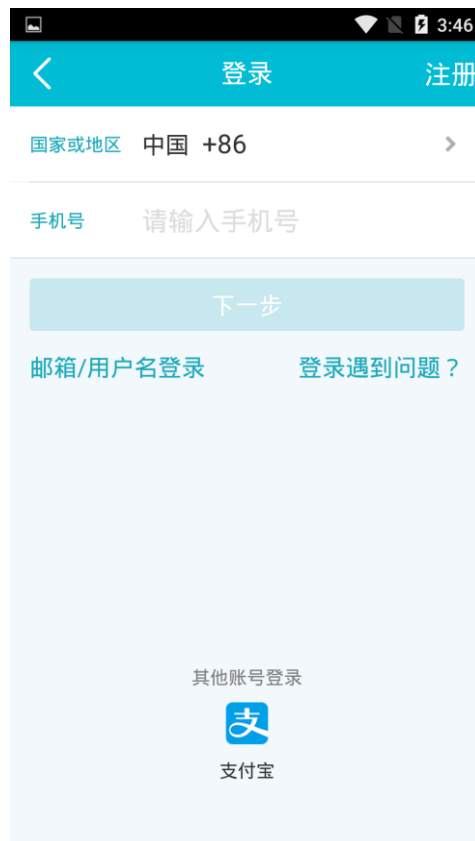 3:46
登录 注册
国家或地区 中国 +86
手机号 请输入手机号
下一步
邮箱/用户名登录 登录遇到问题？
其他账号登录
支
支付宝